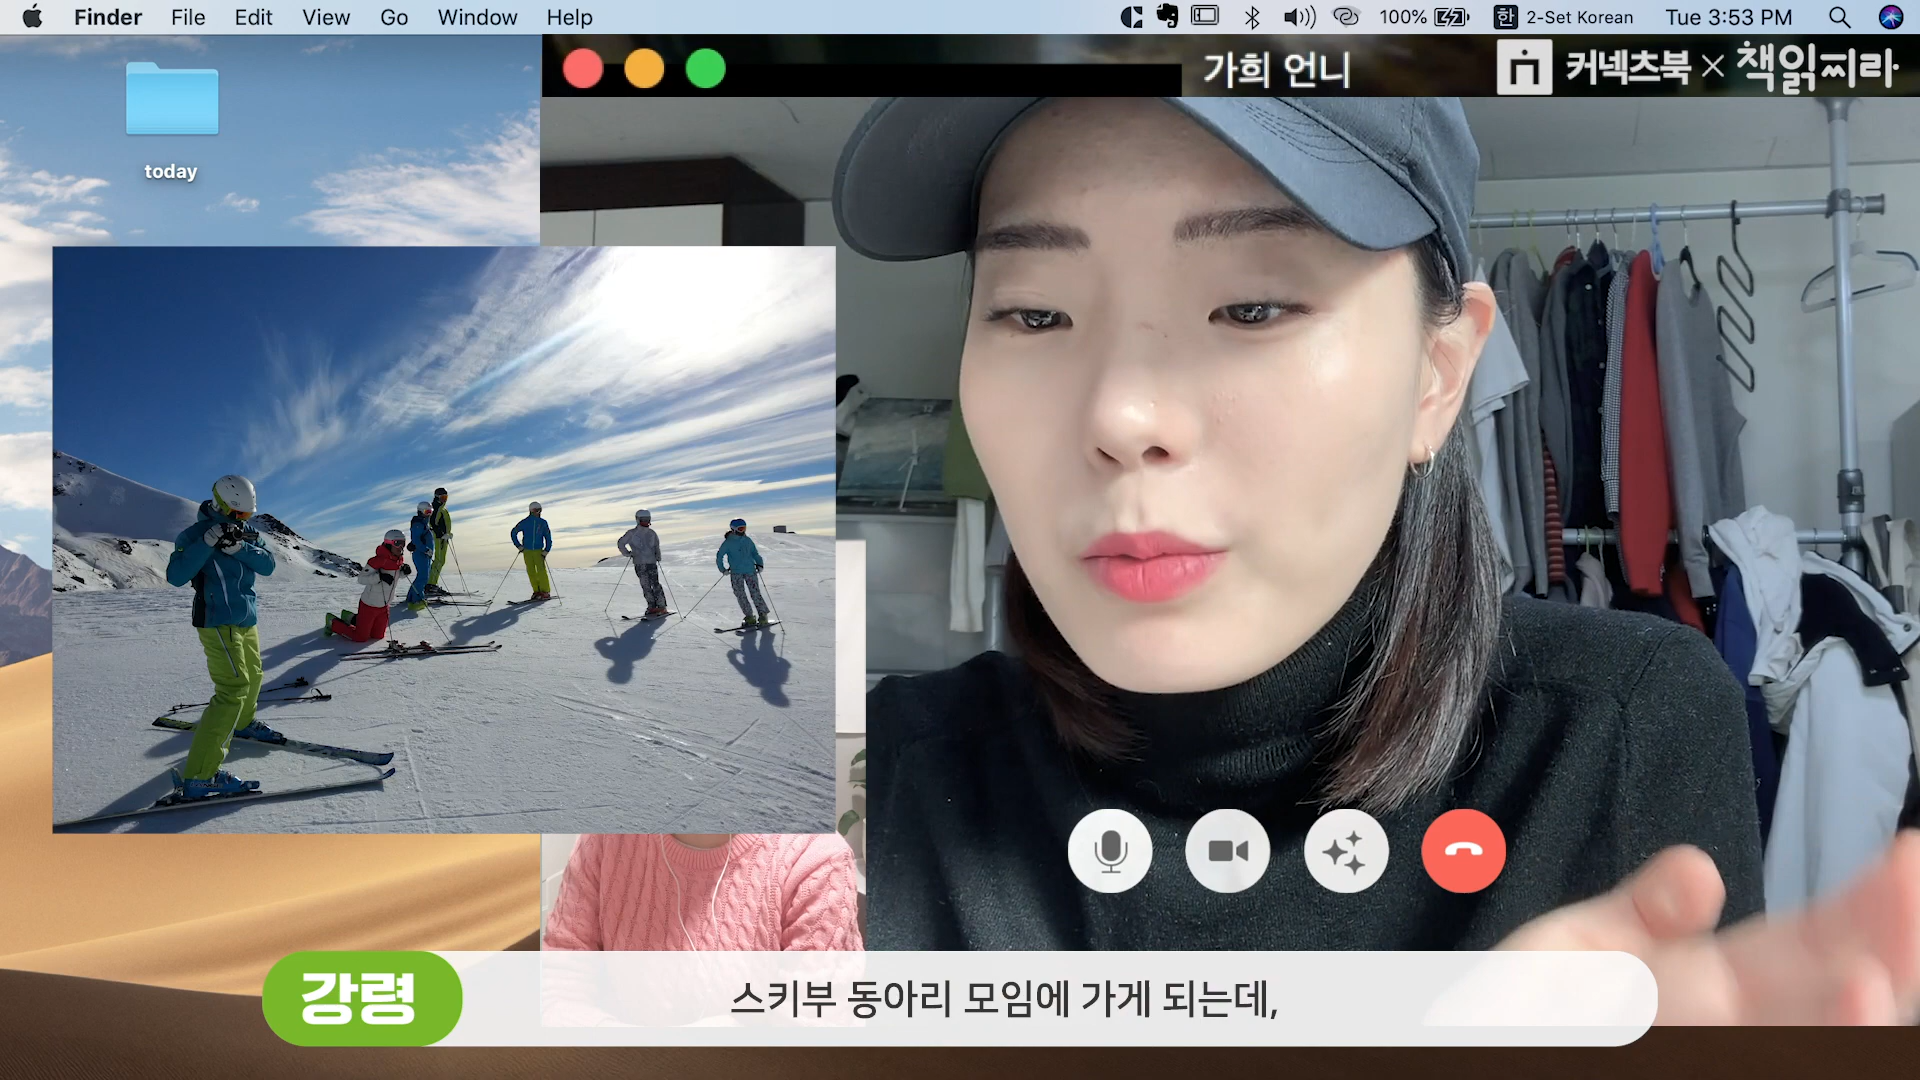 Finder File Edit View Go Window Help 100% 한 2-Set Korean Tue 3:53 PM
today
가희 언니
커넥츠북 × 책읽찌라
강령
스키부 동아리 모임에 가게 되는데,